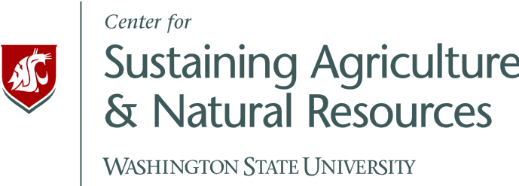 Center for
Sustaining Agriculture
& Natural Resources
WASHINGTON STATE UNIVERSITY